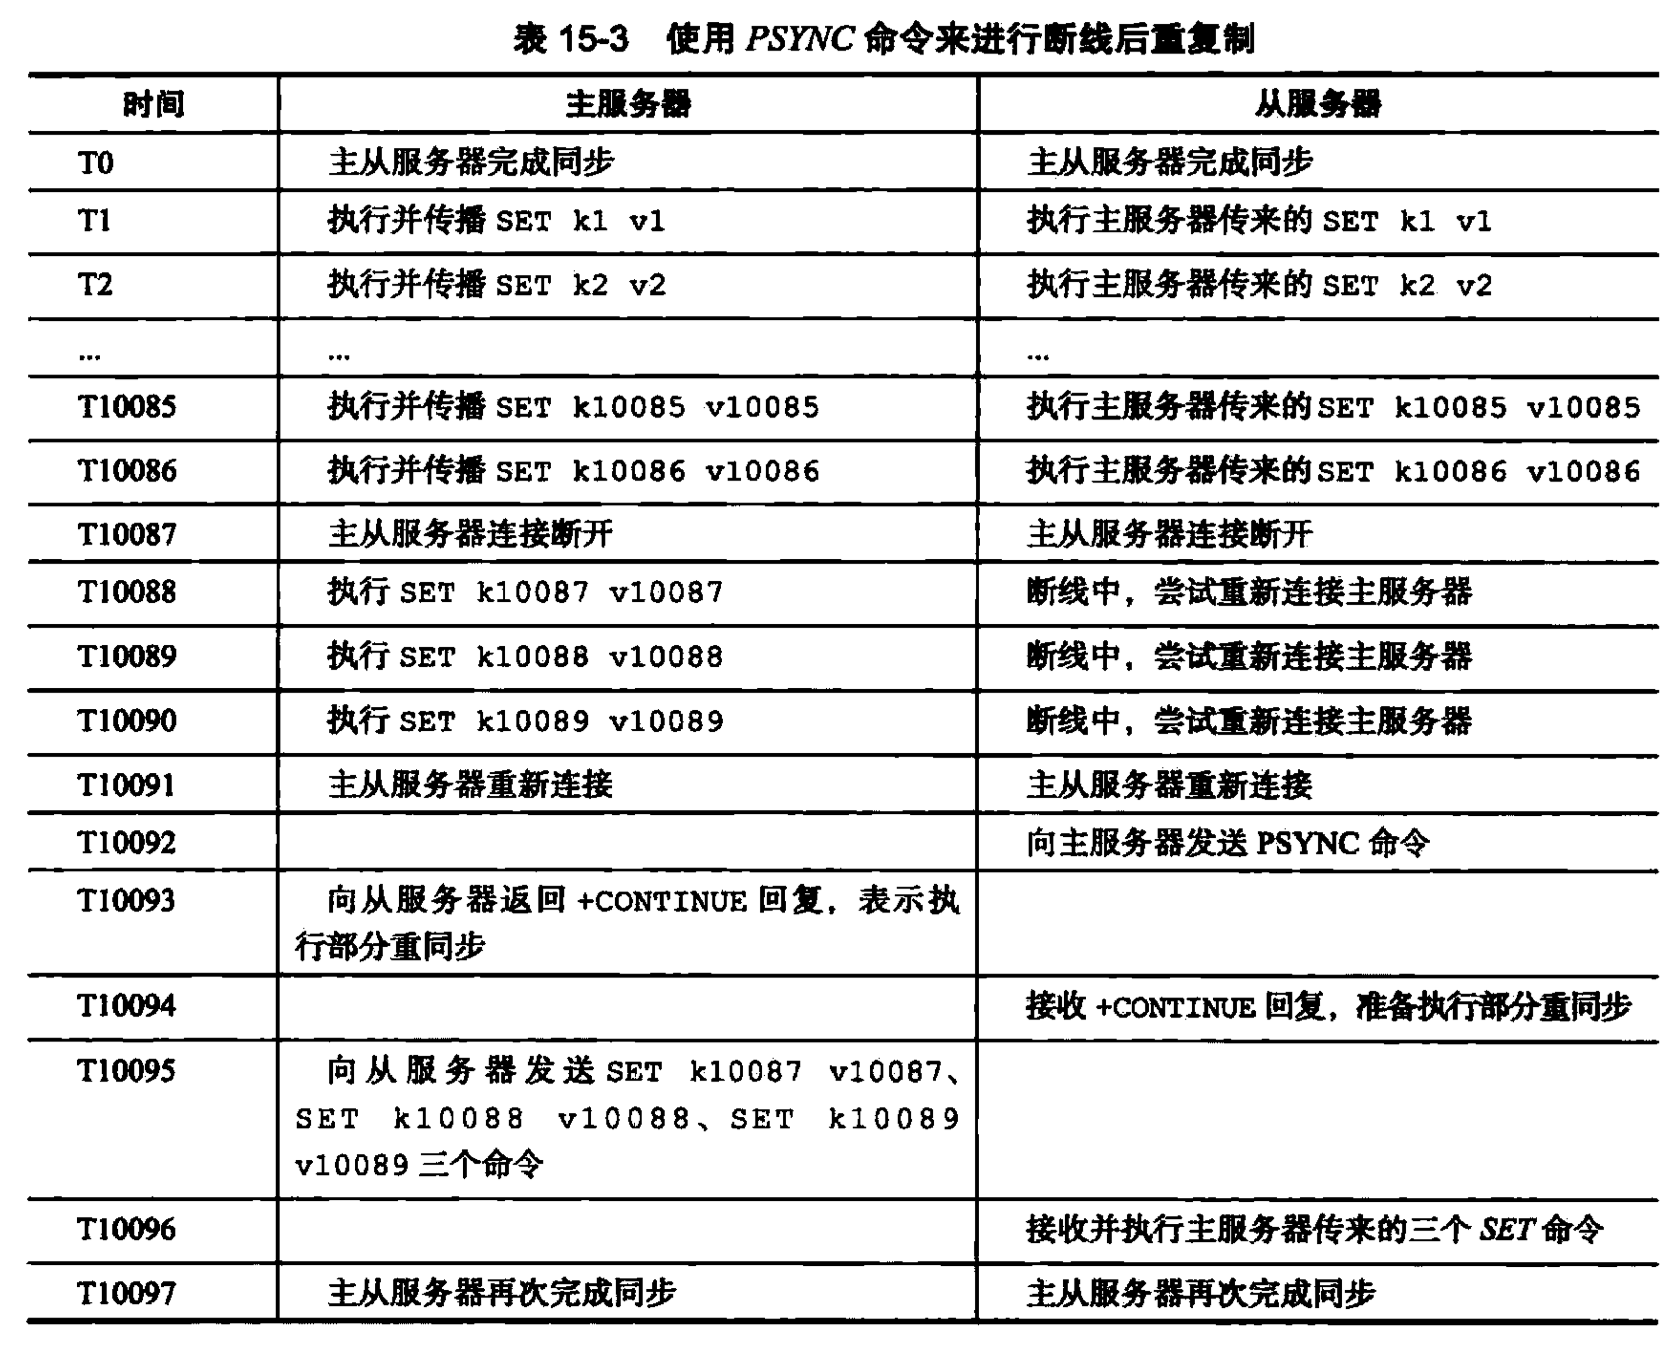 表 15-3 使用 PSYNC 命令来进行断线后重复制
时间 主服务器 从服务器
T0 主从服务器完成同步 主从服务器完成同步
T1 执行并传播 SET k1 v1 执行主服务器传来的 SET k1 v1
T2 执行并传播 SET k2 v2 执行主服务器传来的 SET k2 v2
... ... ...
T10085 执行并传播 SET k10085 v10085 执行主服务器传来的 SET k10085 v10085
T10086 执行并传播 SET k10086 v10086 执行主服务器传来的 SET k10086 v10086
T10087 主从服务器连接断开 主从服务器连接断开
T10088 执行 SET k10087 v10087 断线中，尝试重新连接主服务器
T10089 执行 SET k10088 v10088 断线中，尝试重新连接主服务器
T10090 执行 SET k10089 v10089 断线中，尝试重新连接主服务器
T10091 主从服务器重新连接 主从服务器重新连接
T10092 向主服务器发送 PSYNC 命令
T10093 向从服务器返回 +CONTINUE 回复，表示执
行部分重同步
T10094 接收 +CONTINUE 回复，准备执行部分重同步
T10095 向从服务器发送 SET k10087 v10087、
SET k10088 v10088、SET k10089
v10089 三个命令
T10096 接收并执行主服务器传来的三个 SET 命令
T10097 主从服务器再次完成同步 主从服务器再次完成同步